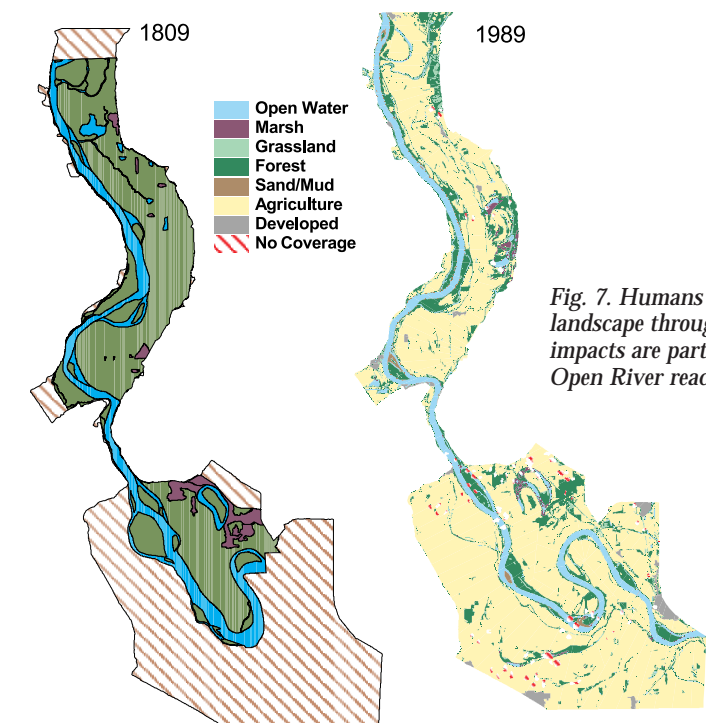 1809
1989
Open Water
Marsh
Grassland
Forest
Sand/Mud
Agriculture
Developed
No Coverage
Fig. 7. Humans
landscape throug
impacts are part
Open River reac